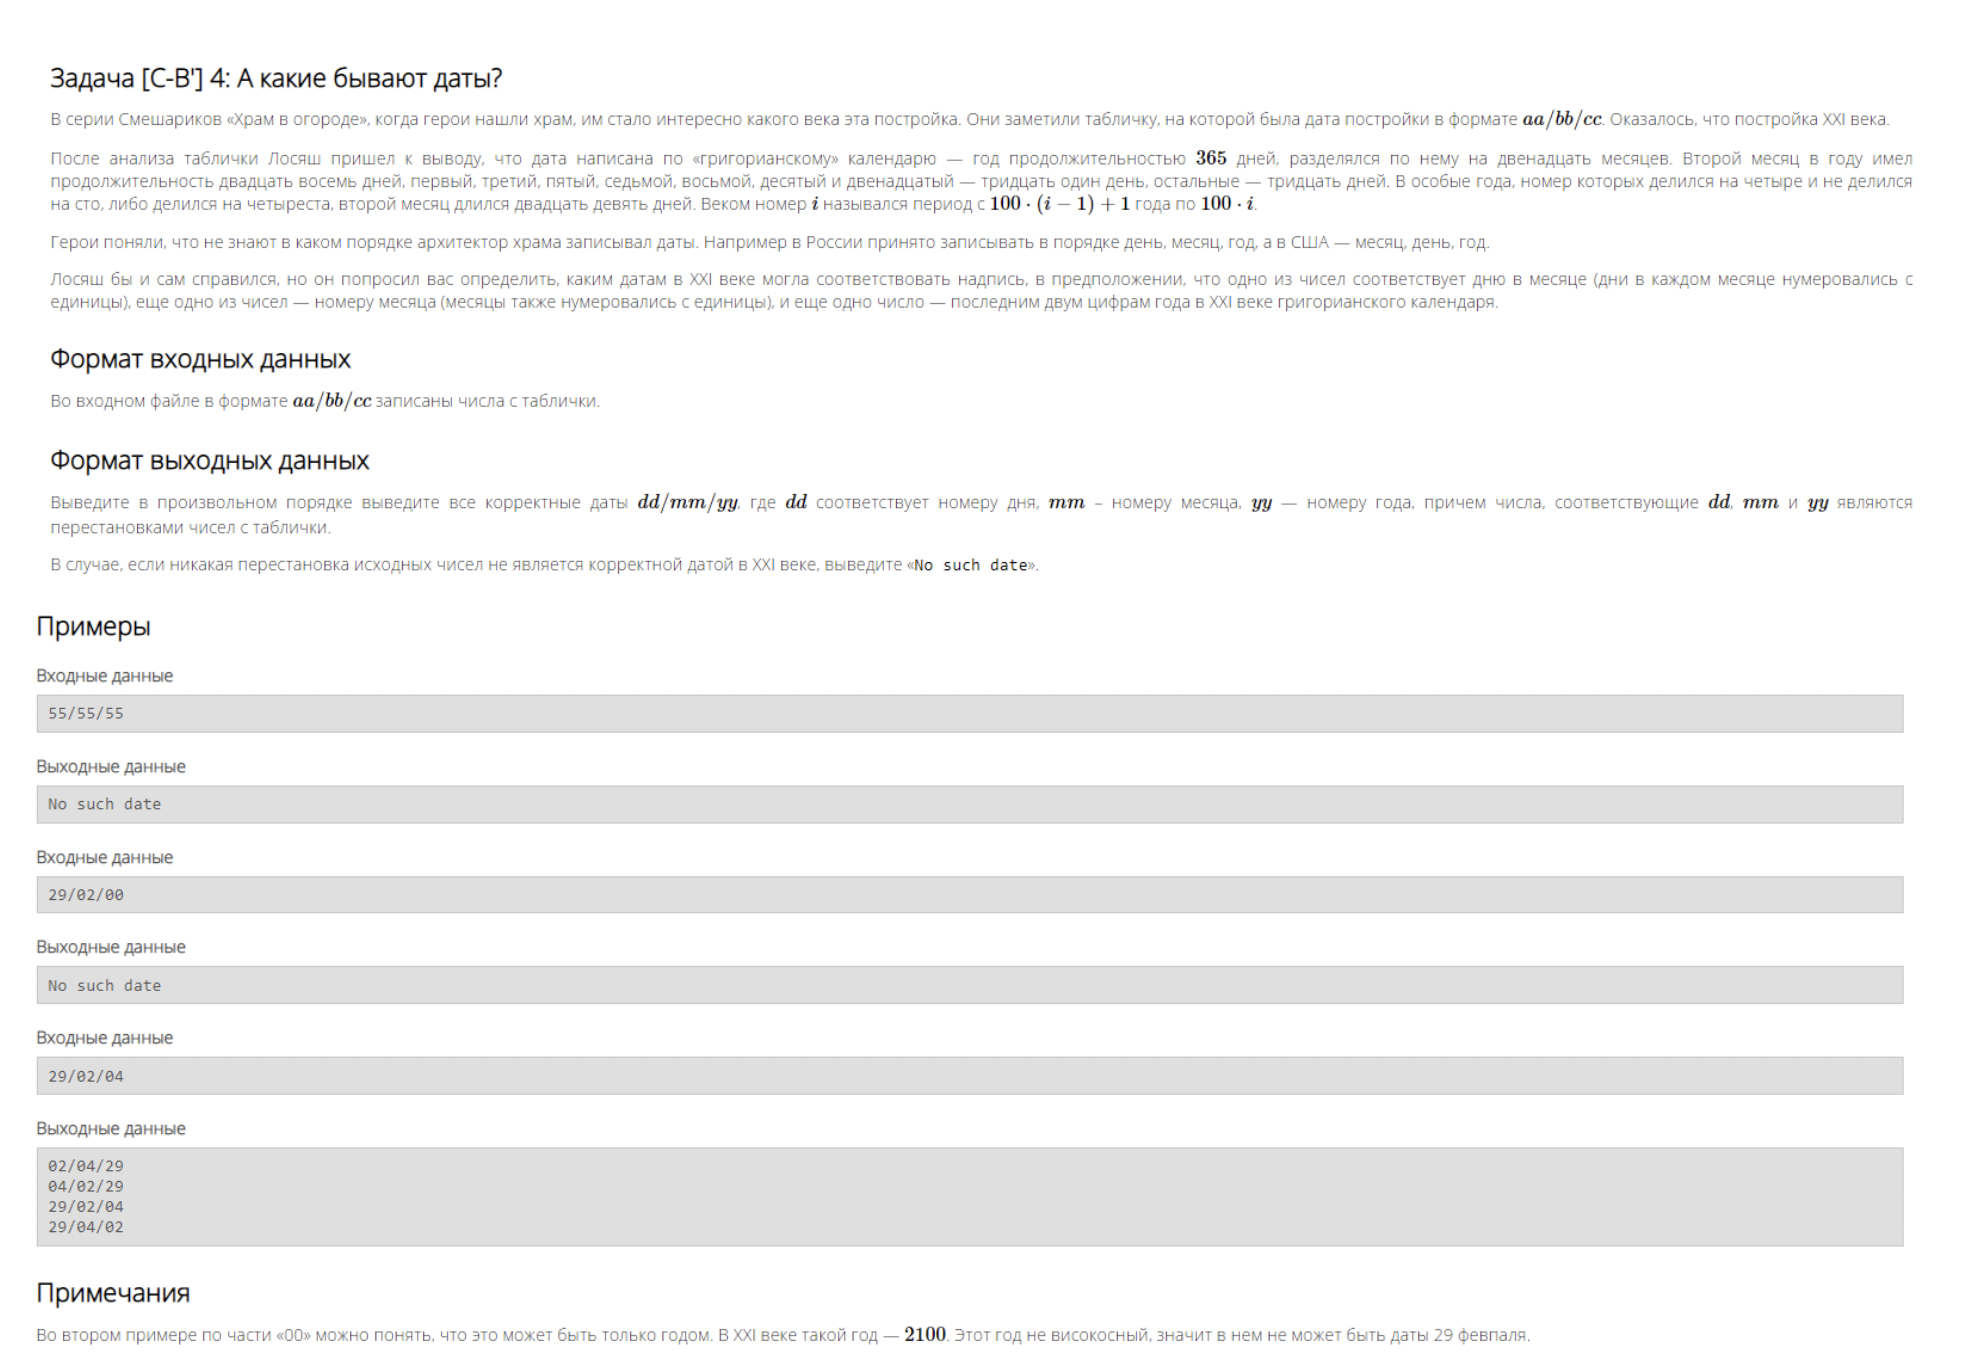 Задача [C-B'] 4: А какие бывают даты?
В серии Смешариков «Храм в огороде», когда герои нашли храм, им стало интересно какого века эта постройка. Они заметили табличку, на которой была дата постройки в формате aa/bb/cc. Оказалось, что постройка XXI века.
После анализа таблички Лосяш пришел к выводу, что дата написана по «григорианскому» календарю — год продолжительностью 365 дней, разделялся по нему на двенадцать месяцев. Второй месяц в году имел
продолжительность двадцать восемь дней, первый, третий, пятый, седьмой, восьмой, десятый и двенадцатый — тридцать один день, остальные — тридцать дней. В особые года, номер которых делился на четыре и не делился
на сто, либо делился на четыреста, второй месяц длился двадцать девять дней. Веком номер i назывался период с 100 · (i − 1) + 1 года по 100 · i.
Герои поняли, что не знают в каком порядке архитектор храма записывал даты. Например в России принято записывать в порядке день, месяц, год, а в США — месяц, день, год.
Лосяш бы и сам справился, но он попросил вас определить, каким датам в XXI веке могла соответствовать надпись, в предположении, что одно из чисел соответствует дню в месяце (дни в каждом месяце нумеровались с
единицы), еще одно из чисел — номеру месяца (месяцы также нумеровались с единицы), и еще одно число — последним двум цифрам года в XXI веке григорианского календаря.
Формат входных данных
Во входном файле в формате aa/bb/cc записаны числа с таблички.
Формат выходных данных
Выведите в произвольном порядке выведите все корректные даты dd/mm/yy, где dd соответствует номеру дня, mm – номеру месяца, yy — номеру года, причем числа, соответствующие dd, mm и yy являются
перестановками чисел с таблички.
В случае, если никакая перестановка исходных чисел не является корректной датой в XXI веке, выведите «No such date».
Примеры
Входные данные
55/55/55
Выходные данные
No such date
Входные данные
29/02/00
Выходные данные
No such date
Входные данные
29/02/04
Выходные данные
02/04/29
04/02/29
29/02/04
29/04/02
Примечания
Во втором примере по части «00» можно понять, что это может быть только годом. В XXI веке такой год — 2100. Этот год не високосный, значит в нем не может быть даты 29 февпаля.